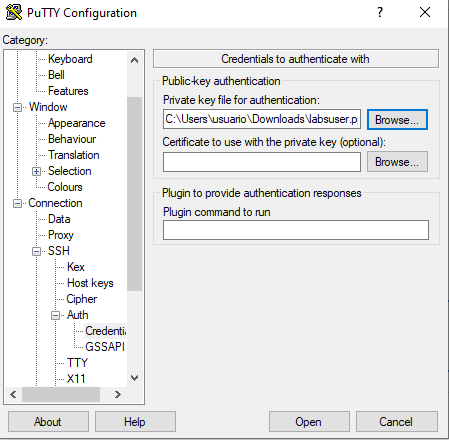 PuTTY Configuration
?
Category:
Keyboard
Bell
Features
Window
Appearance
Behaviour
Translation
Selection
Colours
Connection
Data
Proxy
SSH
Kex
Host keys
Cipher
Auth
Credentia
GSSAPI
TTY
X11
Credentials to authenticate with
Public-key authentication
Private key file for authentication:
C:\Users\usuario\Downloads\labsuser.p
Browse...
Certificate to use with the private key (optional):
Browse...
Plugin to provide authentication responses
Plugin command to run
About
Help
Open
Cancel